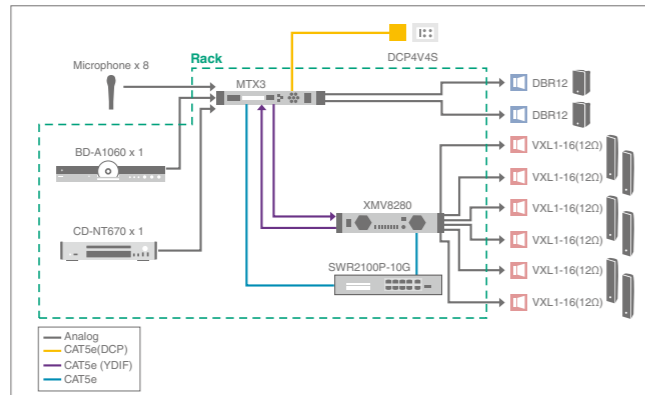 DCP4V4S
Rack
Microphone x 8
MTX3
DBR12
DBR12
BD-A1060 x 1
VXL1-16(12Ω)
VXL1-16(12Ω)
XMV8280
VXL1-16(12Ω)
CD-NT670 x 1
VXL1-16(12Ω)
SWR2100P-10G
VXL1-16(12Ω)
VXL1-16(12Ω)
Analog
CAT5e(DCP)
CAT5e (YDIF)
CAT5e